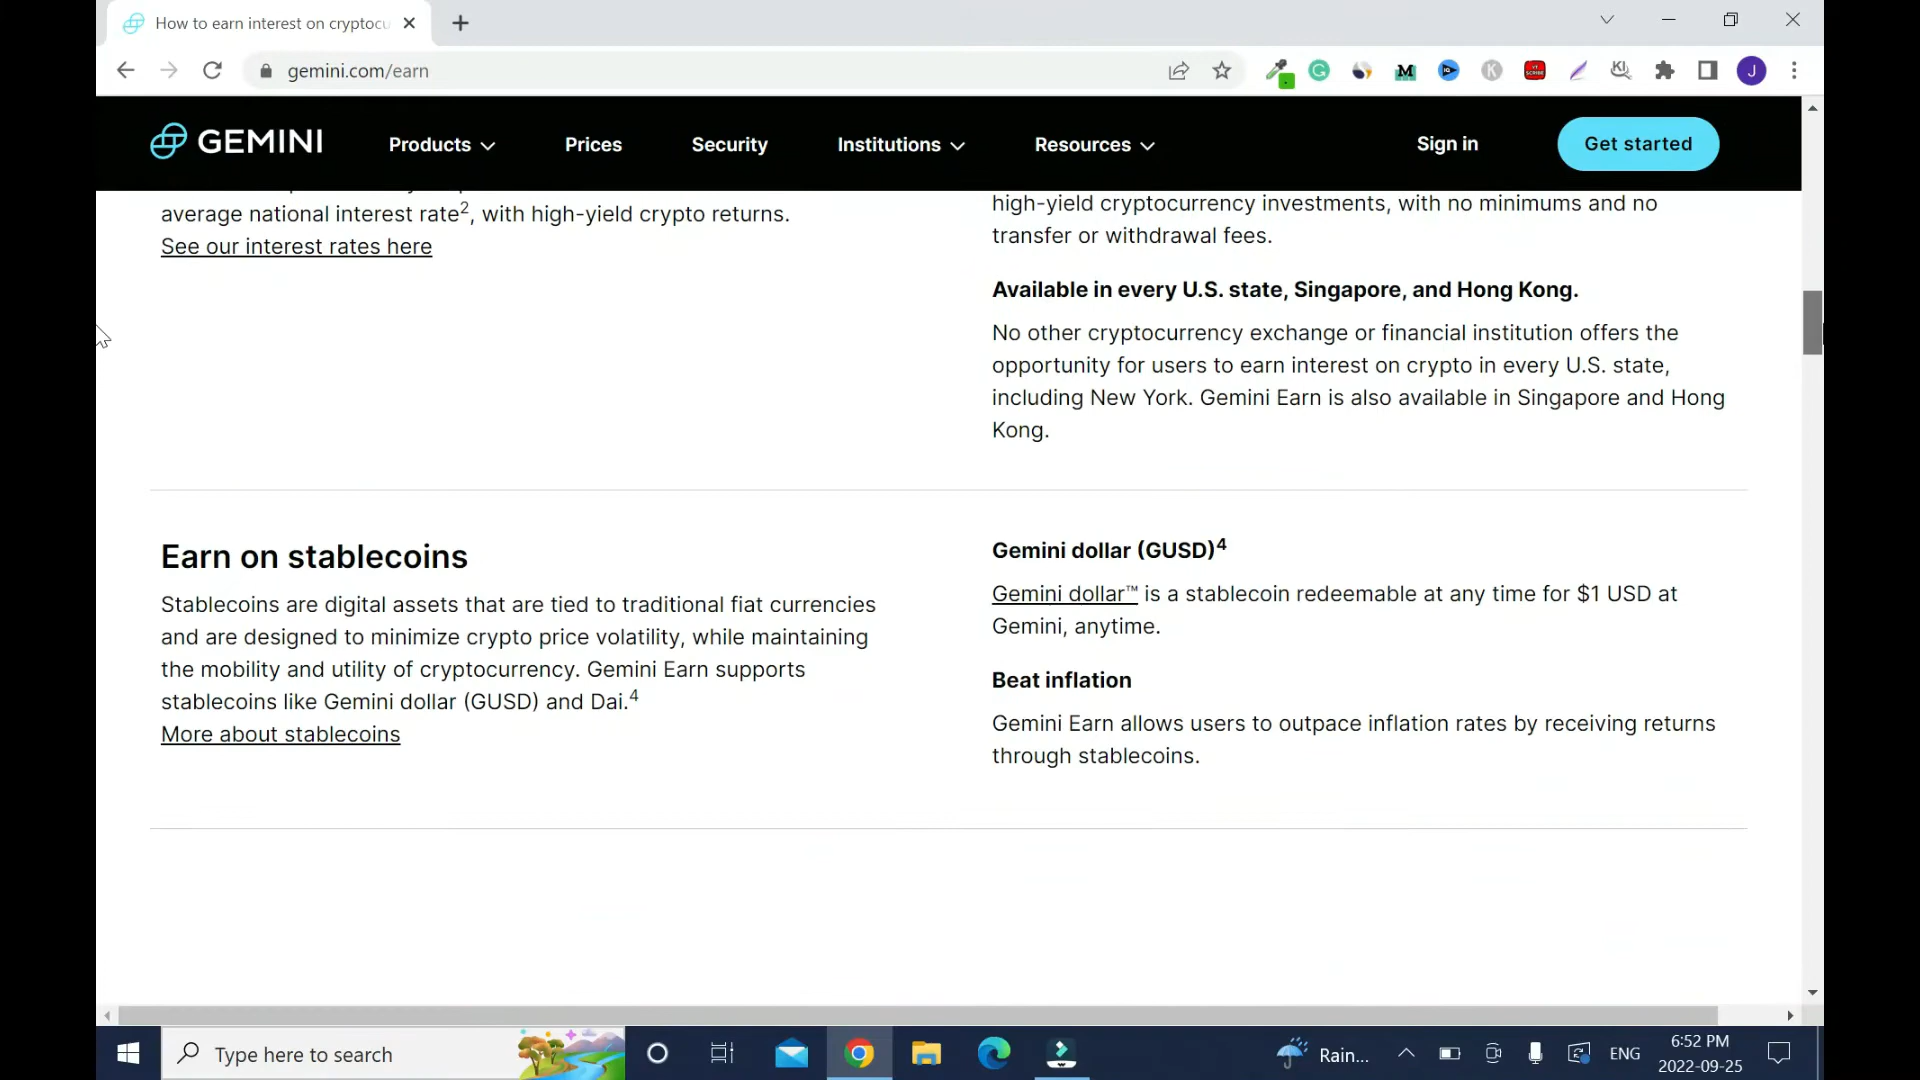 How to earn interest on cryptocu
gemini.com/earn
GEMINI
Products
Prices
Security
Institutions
Resources
Sign in
Get started
average national interest rate2, with high-yield crypto returns.
See our interest rates here
high-yield cryptocurrency investments, with no minimums and no
transfer or withdrawal fees.
Available in every U.S. state, Singapore, and Hong Kong.
No other cryptocurrency exchange or financial institution offers the
opportunity for users to earn interest on crypto in every U.S. state,
including New York. Gemini Earn is also available in Singapore and Hong
Kong.
Earn on stablecoins
Stablecoins are digital assets that are tied to traditional fiat currencies
and are designed to minimize crypto price volatility, while maintaining
the mobility and utility of cryptocurrency. Gemini Earn supports
stablecoins like Gemini dollar (GUSD) and Dai.4
More about stablecoins
Gemini dollar (GUSD)4
Gemini dollar™ is a stablecoin redeemable at any time for $1 USD at
Gemini, anytime.
Beat inflation
Gemini Earn allows users to outpace inflation rates by receiving returns
through stablecoins.
Type here to search
Rain...
ENG
6:52 PM
2022-09-25